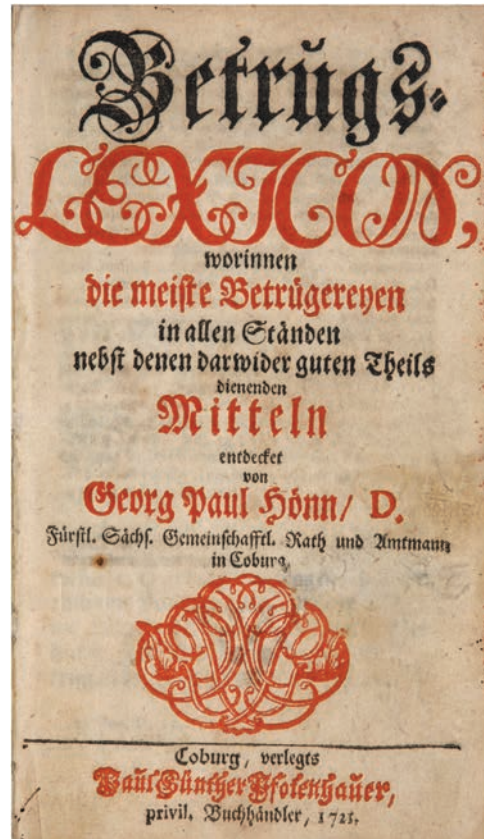 Betrugs-
LEXICON,
worinnen
die meiste Betrügereyen
in allen Ständen
nebst denen darwider guten Theils
dienenden
Mitteln
entdecket
von
Georg Paul Hönn/ D.
Fürstl. Sächs. Gemeinschafftl. Rath und Amtmann
in Coburg.
Coburg, verlegts
Paul Günther Pfotenhauer,
privil. Buchhändler, 1721.